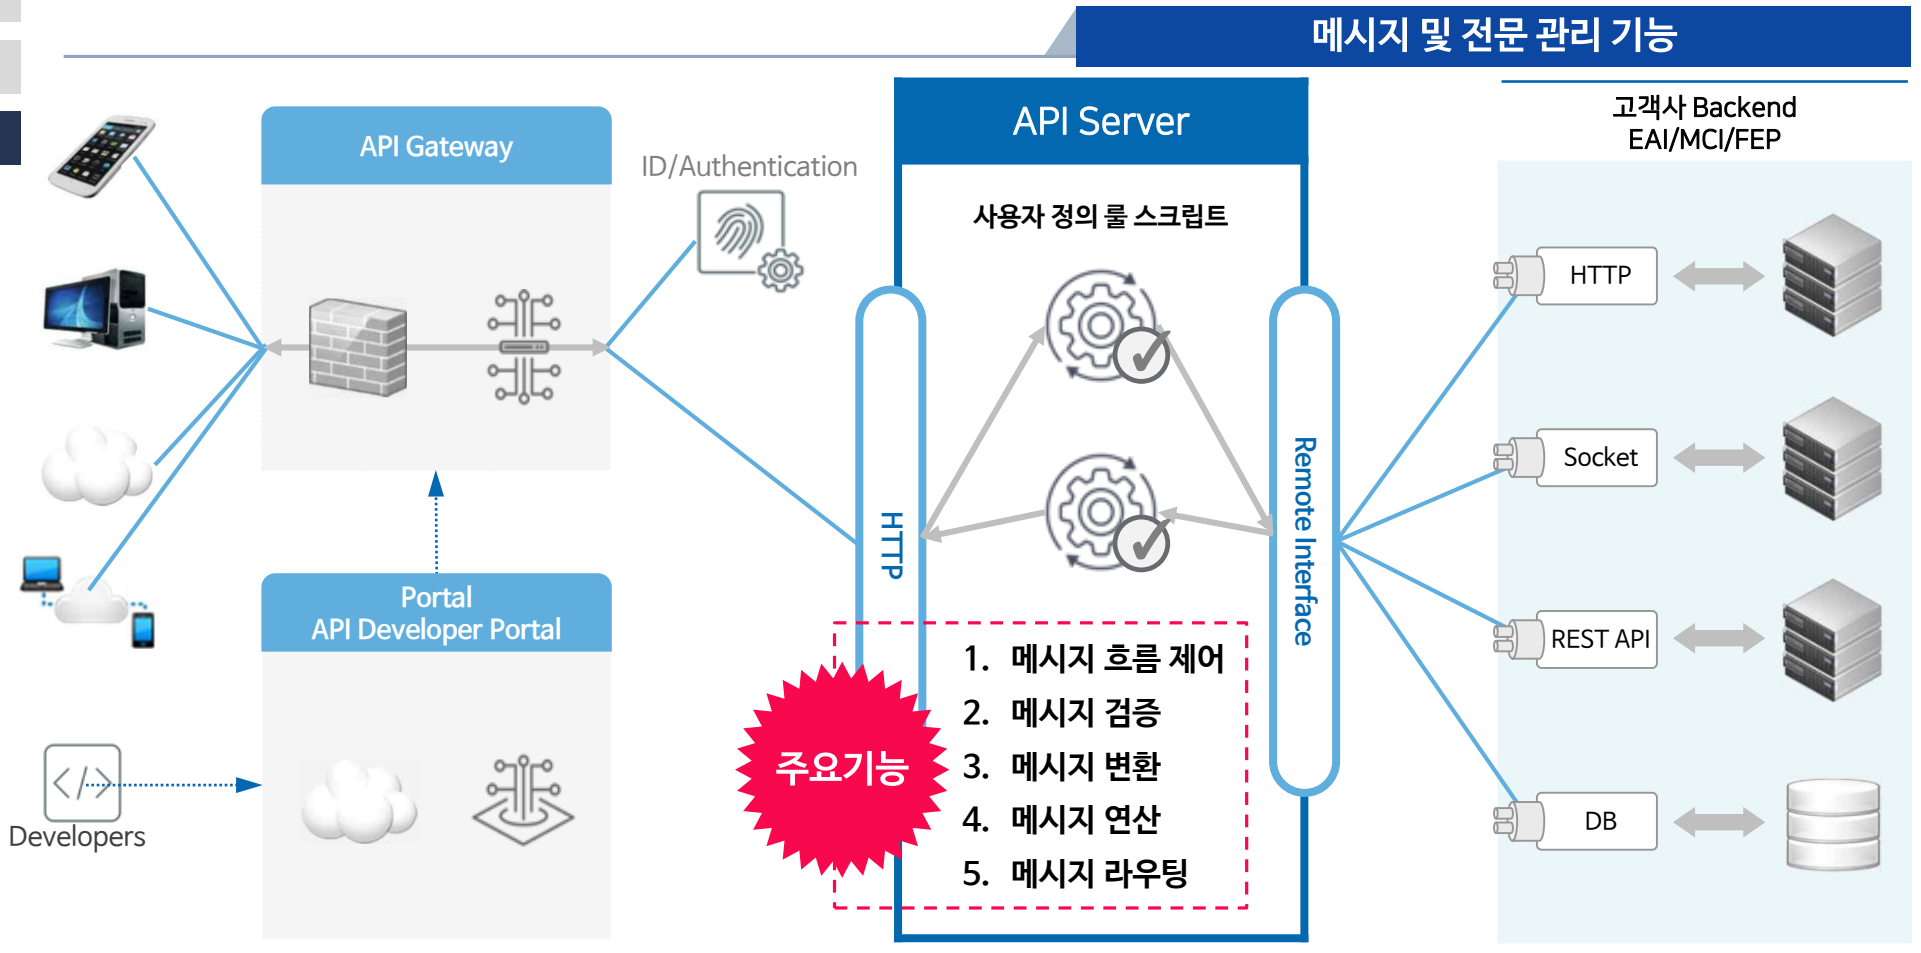 메시지 및 전문 관리 기능
API Gateway
ID/Authentication
Portal
API Developer Portal
Developers
API Server
사용자 정의 룰 스크립트
HTTP
Remote Interface
주요기능
1. 메시지 흐름 제어
2. 메시지 검증
3. 메시지 변환
4. 메시지 연산
5. 메시지 라우팅
고객사 Backend
EAI/MCI/FEP
HTTP
Socket
REST API
DB